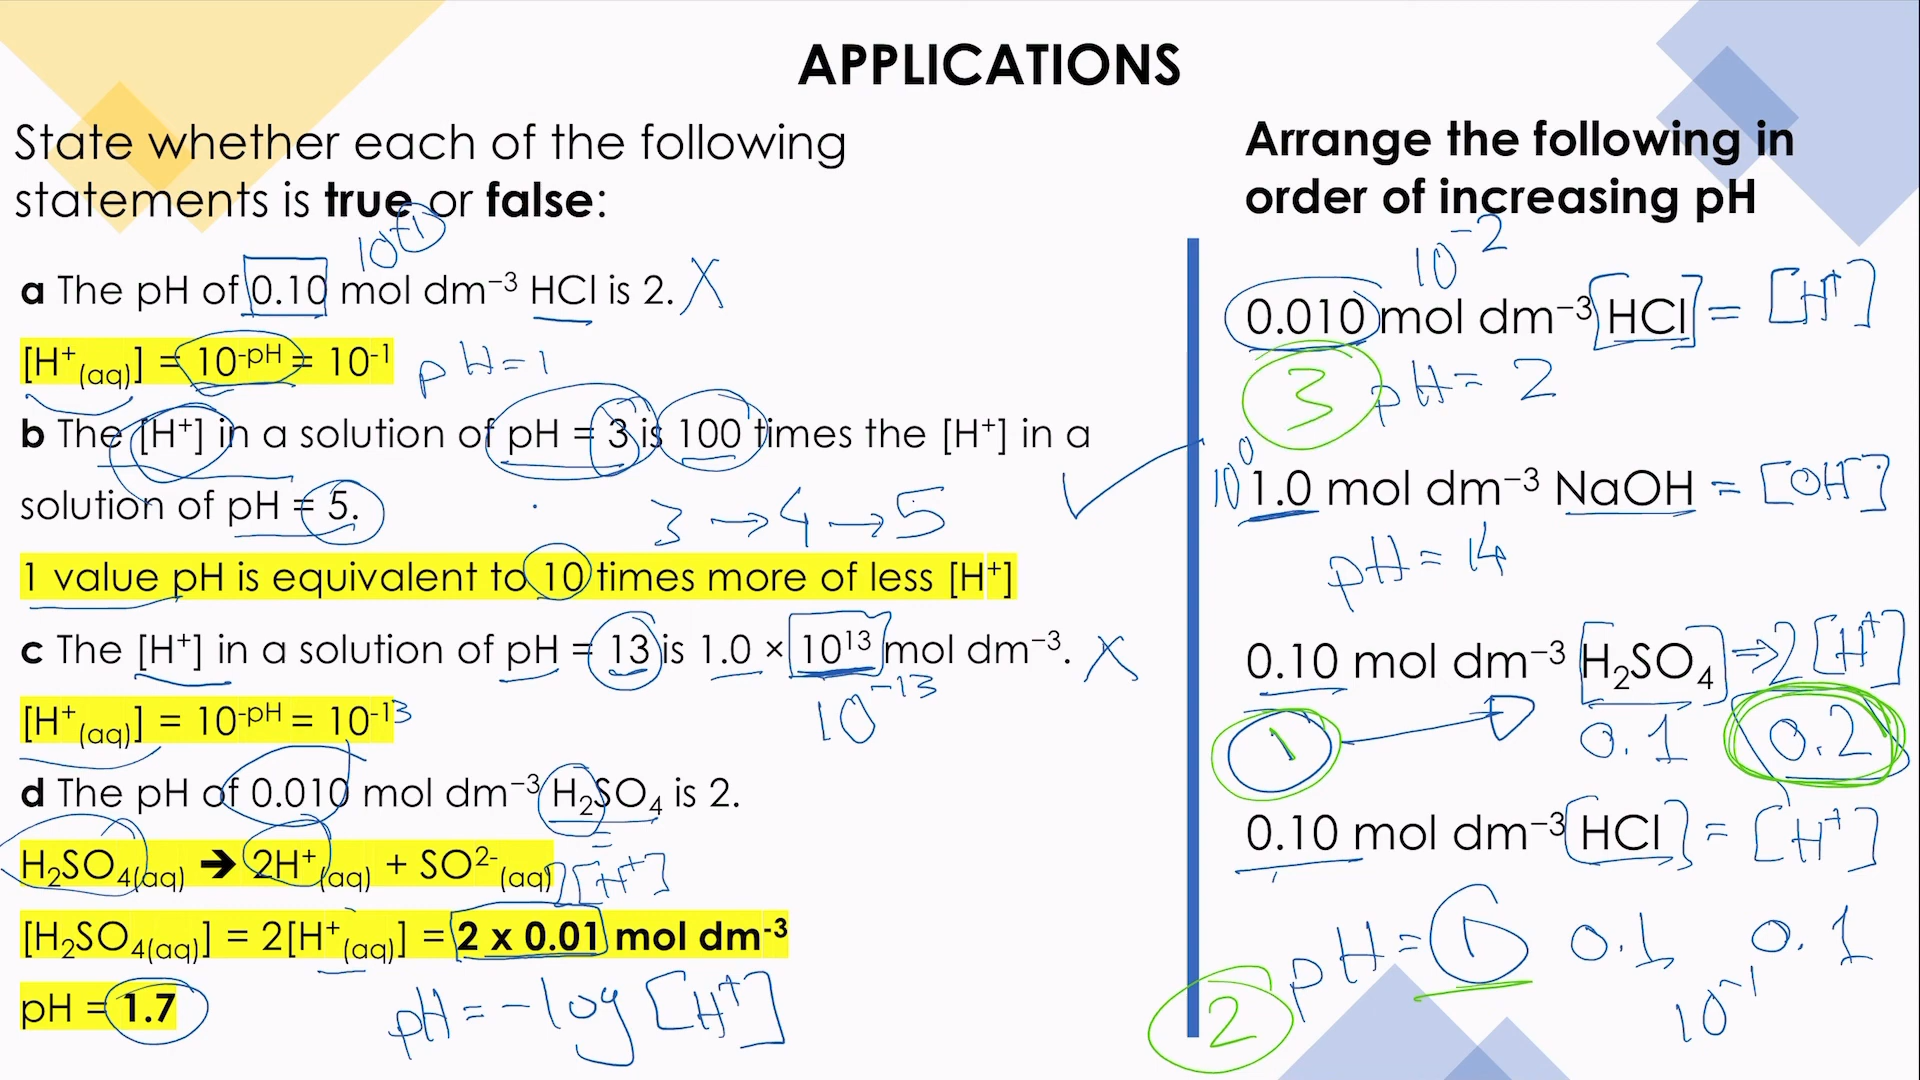 APPLICATIONS
State whether each of the following
statements is true or false:
10⁻¹
a The pH of 0.10 mol dm⁻³ HCl is 2. X
[H⁺(aq)] = 10⁻ᵖᴴ = 10⁻¹ pH = 1
b The [H⁺] in a solution of pH = 3 is 100 times the [H⁺] in a
solution of pH = 5. 3 → 4 → 5 ✓
1 value pH is equivalent to 10 times more of less [H⁺]
c The [H⁺] in a solution of pH = 13 is 1.0 × 10¹³ mol dm⁻³. X
10⁻¹³
[H⁺(aq)] = 10⁻ᵖᴴ = 10⁻¹³
d The pH of 0.010 mol dm⁻³ H₂SO₄ is 2.
H₂SO₄(aq) ➔ 2H⁺(aq) + SO²⁻(aq) 2[H⁺]
[H₂SO₄(aq)] = 2[H⁺(aq)] = 2 x 0.01 mol dm⁻³
pH = 1.7 pH = -log [H⁺]
Arrange the following in
order of increasing pH
10⁻²
0.010 mol dm⁻³ HCl = [H⁺]
3 pH = 2
10⁰ 1.0 mol dm⁻³ NaOH = [OH⁻]
pH = 14
0.10 mol dm⁻³ H₂SO₄ ⇒ 2[H⁺]
1 → 0.1 0.2
0.10 mol dm⁻³ HCl = [H⁺]
pH = 1 0.1 0.1
2 10⁻¹